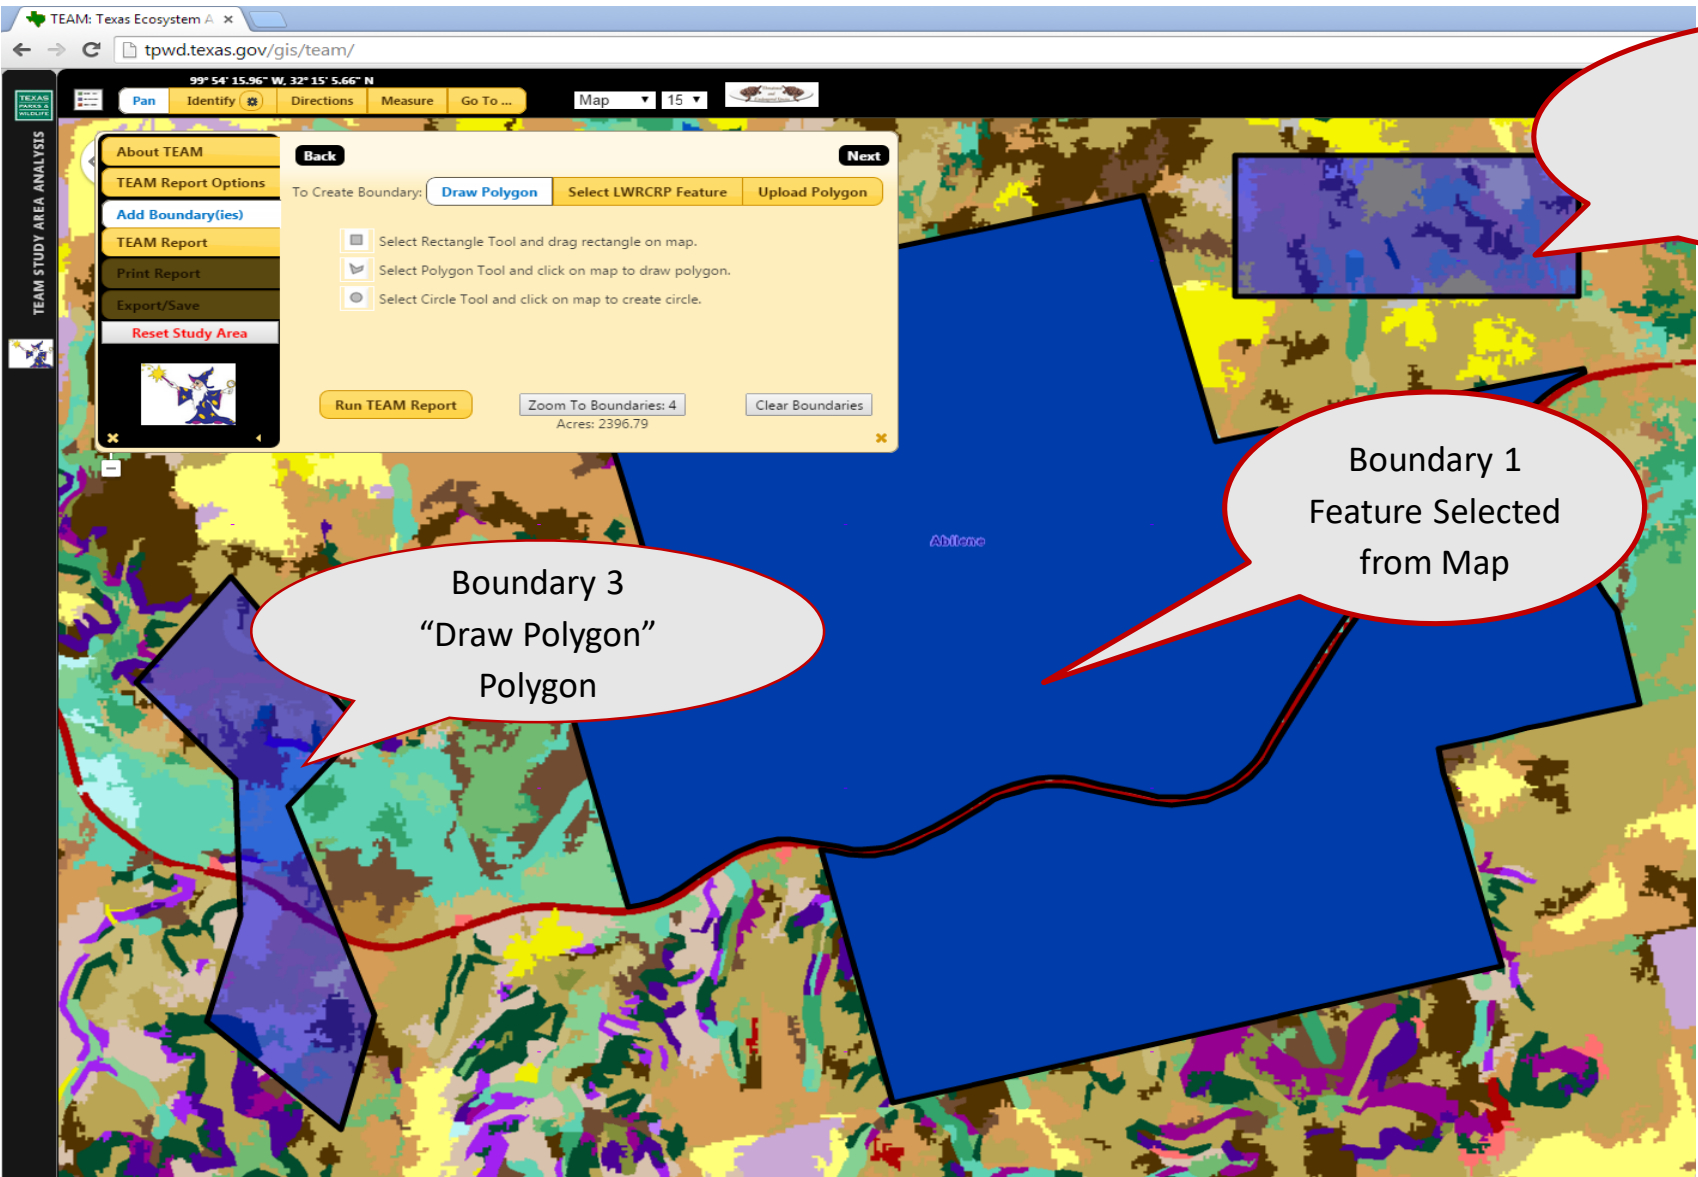 TEAM: Texas Ecosystem A
tpwd.texas.gov/gis/team/
99° 54' 15.96" W, 32° 15' 5.66" N
Pan Identify Directions Measure Go To ... Map 15
TEXAS
PARKS &
WILDLIFE
TEAM STUDY AREA ANALYSIS
About TEAM
TEAM Report Options
Add Boundary(ies)
TEAM Report
Print Report
Export/Save
Reset Study Area
Back Next
To Create Boundary: Draw Polygon Select LWRCRP Feature Upload Polygon
Select Rectangle Tool and drag rectangle on map.
Select Polygon Tool and click on map to draw polygon.
Select Circle Tool and click on map to create circle.
Run TEAM Report Zoom To Boundaries: 4 Clear Boundaries
Acres: 2396.79
Boundary 1
Feature Selected
from Map
Abilene
Boundary 3
“Draw Polygon”
Polygon